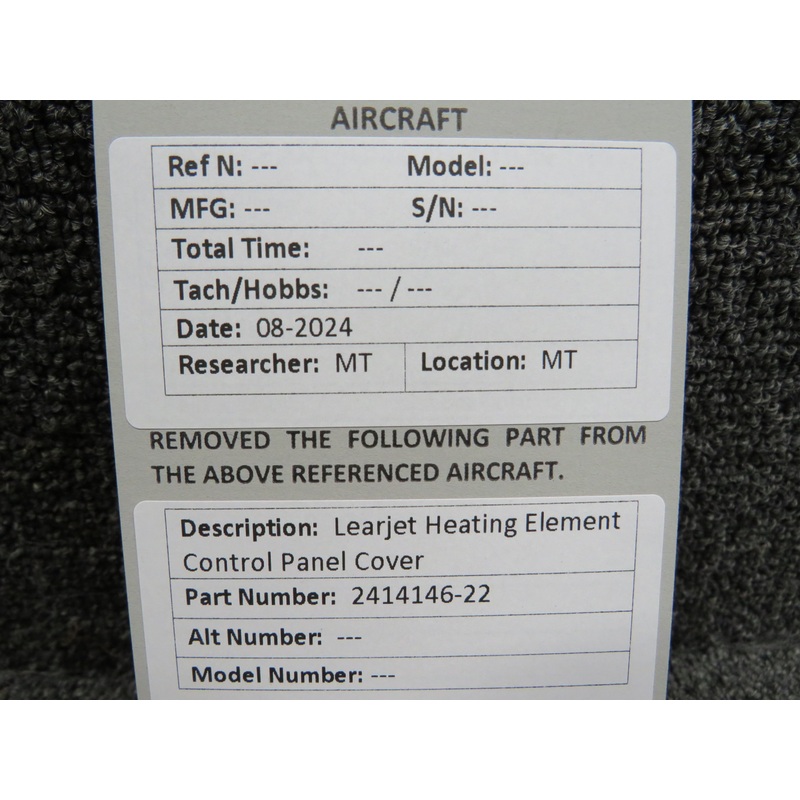 AIRCRAFT
Ref N: --- Model: ---
MFG: --- S/N: ---
Total Time: ---
Tach/Hobbs: --- / ---
Date: 08-2024
Researcher: MT Location: MT
REMOVED THE FOLLOWING PART FROM
THE ABOVE REFERENCED AIRCRAFT.
Description: Learjet Heating Element
Control Panel Cover
Part Number: 2414146-22
Alt Number: ---
Model Number: ---